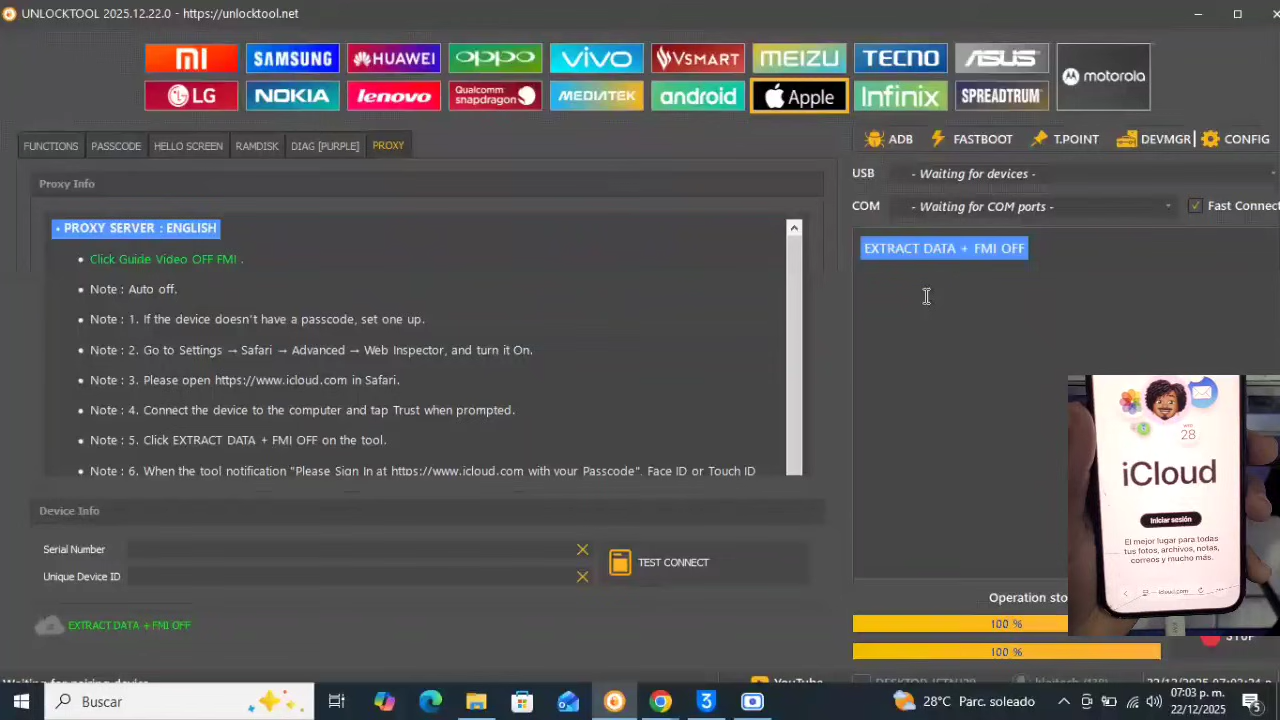 UNLOCKTOOL 2025.12.22.0 - https://unlocktool.net
MI SAMSUNG HUAWEI oppo vivo VSMART MEIZU TECNO ASUS motorola
LG NOKIA lenovo Qualcomm snapdragon MEDIATEK android Apple Infinix SPREADTRUM
FUNCTIONS PASSCODE HELLO SCREEN RAMDISK DIAG [PURPLE] PROXY
ADB FASTBOOT T.POINT DEVMGR CONFIG
Proxy Info
USB - Waiting for devices -
COM - Waiting for COM ports - Fast Connect
• PROXY SERVER : ENGLISH
EXTRACT DATA + FMI OFF
Click Guide Video OFF FMI .
Note : Auto off.
Note : 1. If the device doesn't have a passcode, set one up.
Note : 2. Go to Settings → Safari → Advanced → Web Inspector, and turn it On.
Note : 3. Please open https://www.icloud.com in Safari.
Note : 4. Connect the device to the computer and tap Trust when prompted.
Note : 5. Click EXTRACT DATA + FMI OFF on the tool.
Note : 6. When the tool notification "Please Sign In at https://www.icloud.com with your Passcode". Face ID or Touch ID
28
iCloud
Iniciar sesión
El mejor lugar para todas
tus fotos, archivos, notas,
correos y mucho más.
icloud.com
Device Info
Serial Number
Unique Device ID
TEST CONNECT
EXTRACT DATA + FMI OFF
Operation sto
100 %
STOP
100 %
YouTube
Buscar
28°C Parc. soleado
07:03 p. m.
22/12/2025
5